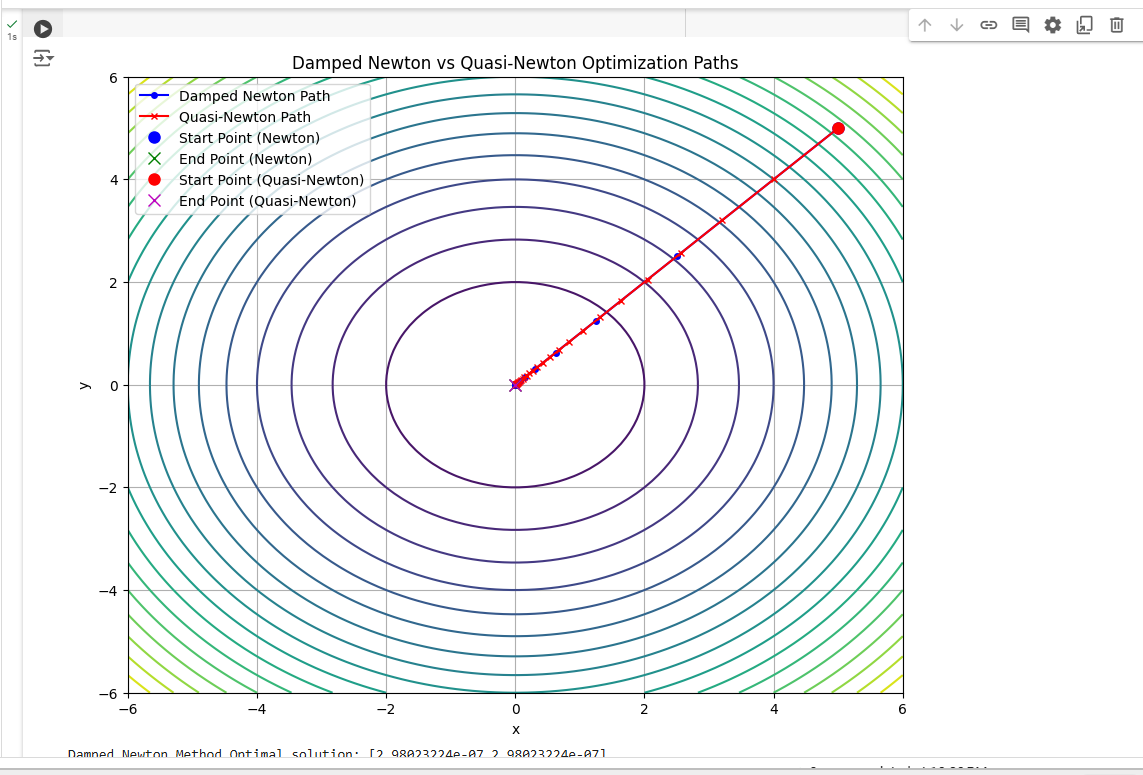 1s
Damped Newton vs Quasi-Newton Optimization Paths
Damped Newton Path
Quasi-Newton Path
Start Point (Newton)
End Point (Newton)
Start Point (Quasi-Newton)
End Point (Quasi-Newton)
6
4
2
0
−2
−4
−6
y
−6 −4 −2 0 2 4 6
x
Damped Newton Method Optimal solution: [2.98023224e-07 2.98023224e-07]